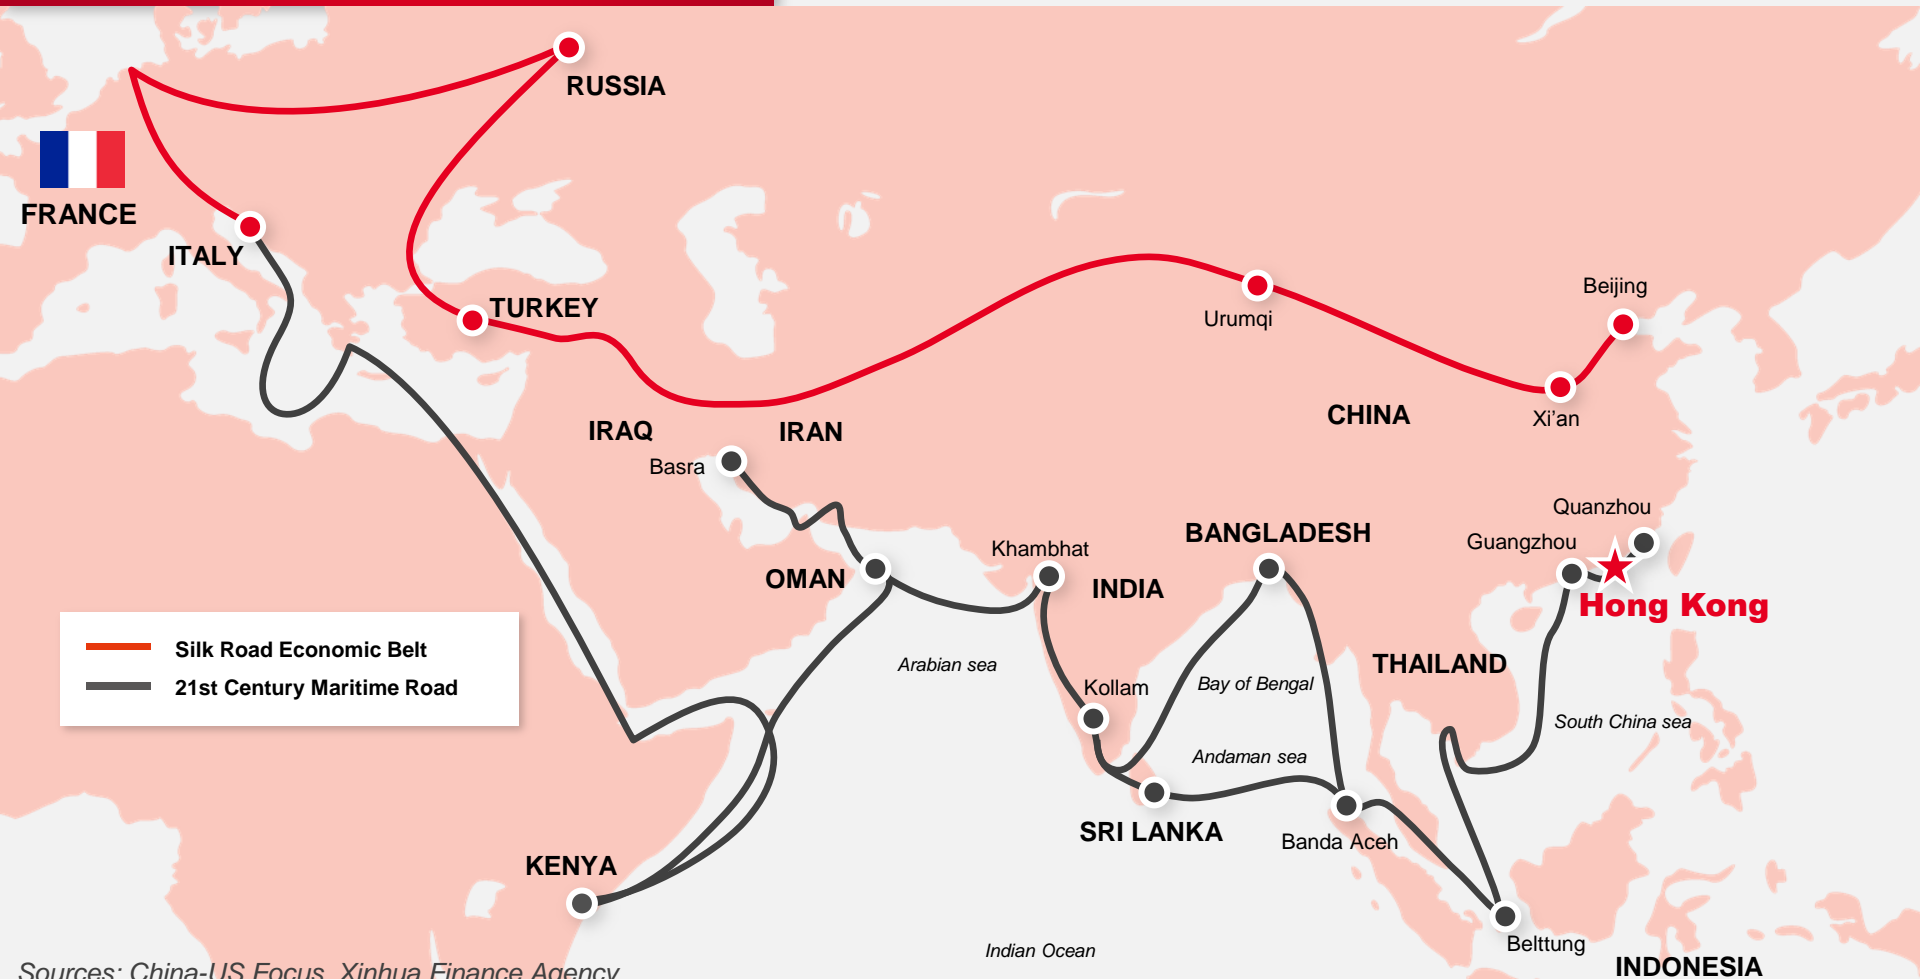 RUSSIA
FRANCE
ITALY
TURKEY
Beijing
Urumqi
CHINA
Xi’an
IRAQ
IRAN
Basra
Quanzhou
BANGLADESH
Guangzhou
Khambhat
OMAN
INDIA
Hong Kong
Silk Road Economic Belt
21st Century Maritime Road
Arabian sea
THAILAND
Kollam
Bay of Bengal
South China sea
Andaman sea
SRI LANKA
Banda Aceh
KENYA
Belttung
Indian Ocean
INDONESIA
Sources: China-US Focus, Xinhua Finance Agency